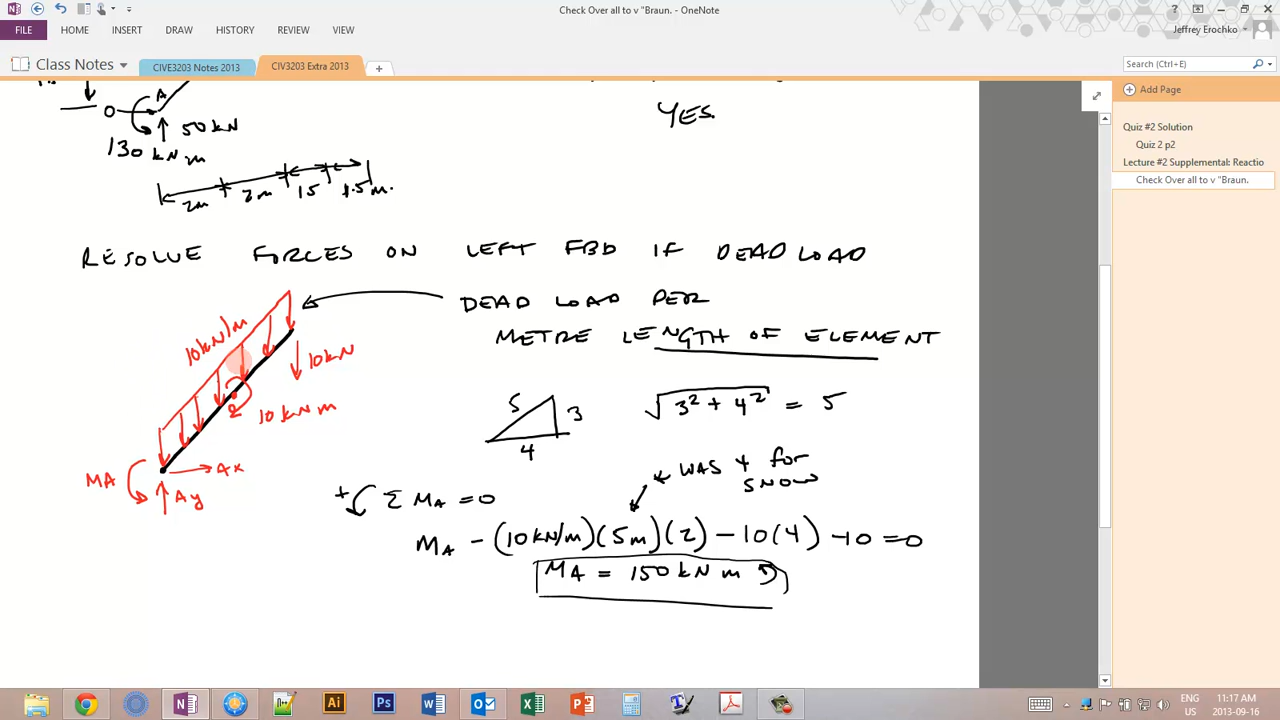 Check Over all to v "Braun. - OneNote
FILE HOME INSERT DRAW HISTORY REVIEW VIEW
Jeffrey Erochko
Class Notes
CIVE3203 Notes 2013
CIV3203 Extra 2013
Search (Ctrl+E)
Add Page
Quiz #2 Solution
Quiz 2 p2
Lecture #2 Supplemental: Reactio
Check Over all to v "Braun.
YES.
A
0
50 kN
130 kN m
2m 2m 1.5 1.5 m.
RESOLVE FORCES ON LEFT FBD IF DEAD LOAD
DEAD LOAD PER
METRE LENGTH OF ELEMENT
10kN/m
10kN
2
10 kN m
MA
Ax
Ay
5 3
4
√3² + 4² = 5
WAS 4 for
SNOW
+ Σ MA = 0
MA - (10 kN/m)(5m)(2) - 10(4) - 10 = 0
MA = 150 kN m
ENG
US
11:17 AM
2013-09-16